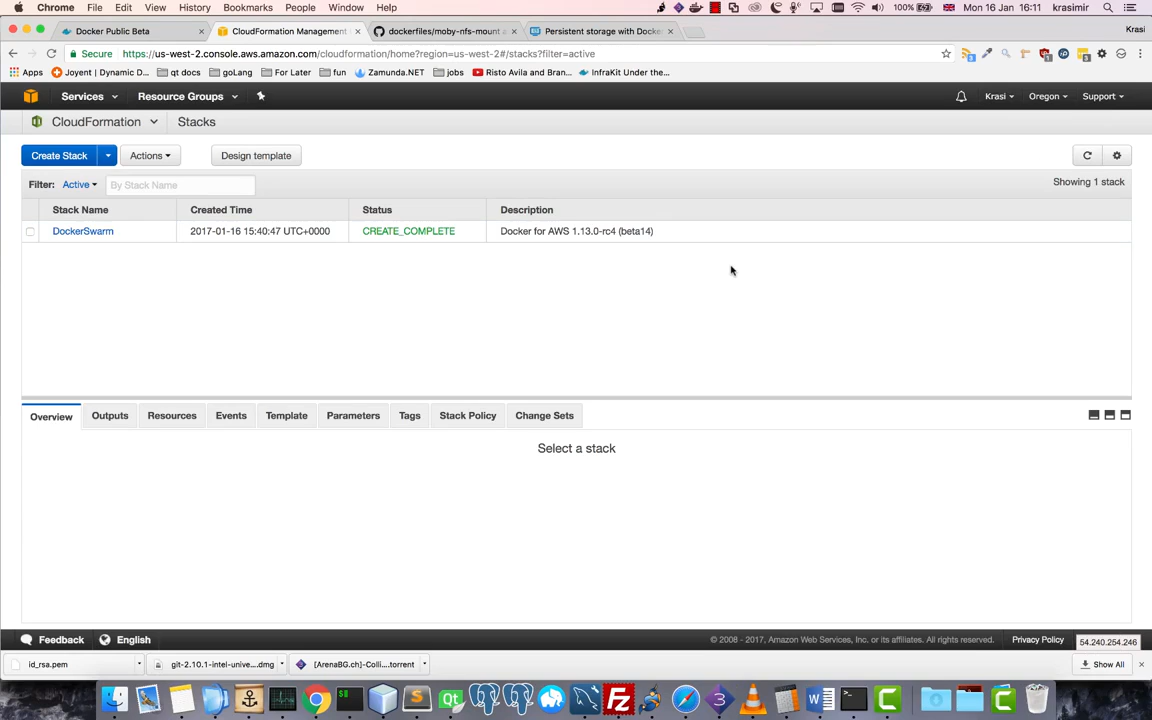 Chrome File Edit View History Bookmarks People Window Help 100% Mon 16 Jan 16:11 krasimir
Docker Public Beta CloudFormation Management dockerfiles/moby-nfs-mount a Persistent storage with Docke Krasi
Secure https://us-west-2.console.aws.amazon.com/cloudformation/home?region=us-west-2#/stacks?filter=active
Apps Joyent | Dynamic D... qt docs goLang For Later fun Zamunda.NET jobs Risto Avila and Bran... InfraKit Under the...
Services Resource Groups Krasi Oregon Support
CloudFormation Stacks
Create Stack Actions Design template
Filter: Active By Stack Name Showing 1 stack
Stack Name Created Time Status Description
DockerSwarm 2017-01-16 15:40:47 UTC+0000 CREATE_COMPLETE Docker for AWS 1.13.0-rc4 (beta14)
Overview Outputs Resources Events Template Parameters Tags Stack Policy Change Sets
Select a stack
Feedback English © 2008 - 2017, Amazon Web Services, Inc. or its affiliates. All rights reserved. Privacy Policy 54.240.254.246
id_rsa.pem git-2.10.1-intel-unive....dmg [ArenaBG.ch]-Colli....torrent Show All